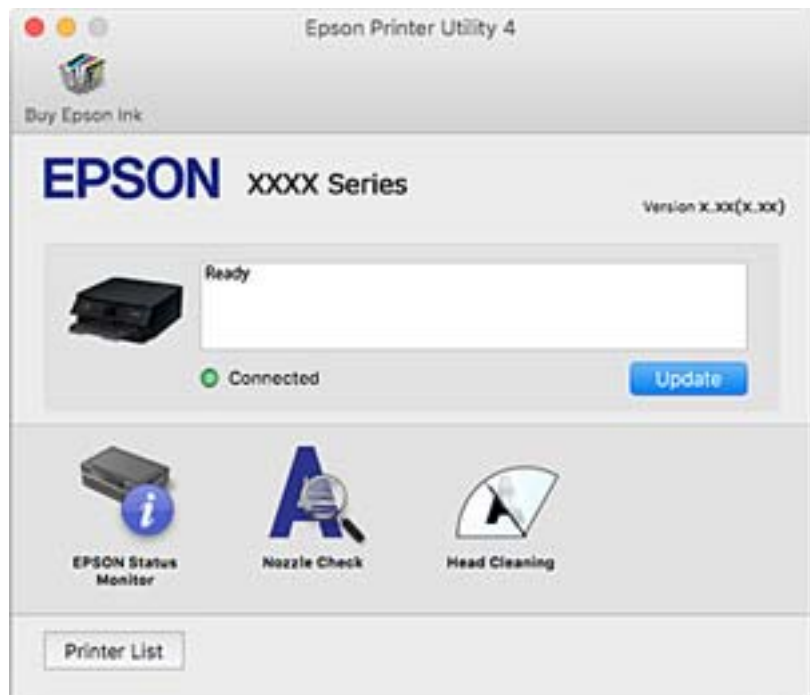 Epson Printer Utility 4
Buy Epson Ink
EPSON XXXX Series
Version x.xx(x.xx)
Ready
Connected
Update
EPSON Status
Monitor
Nozzle Check
Head Cleaning
Printer List